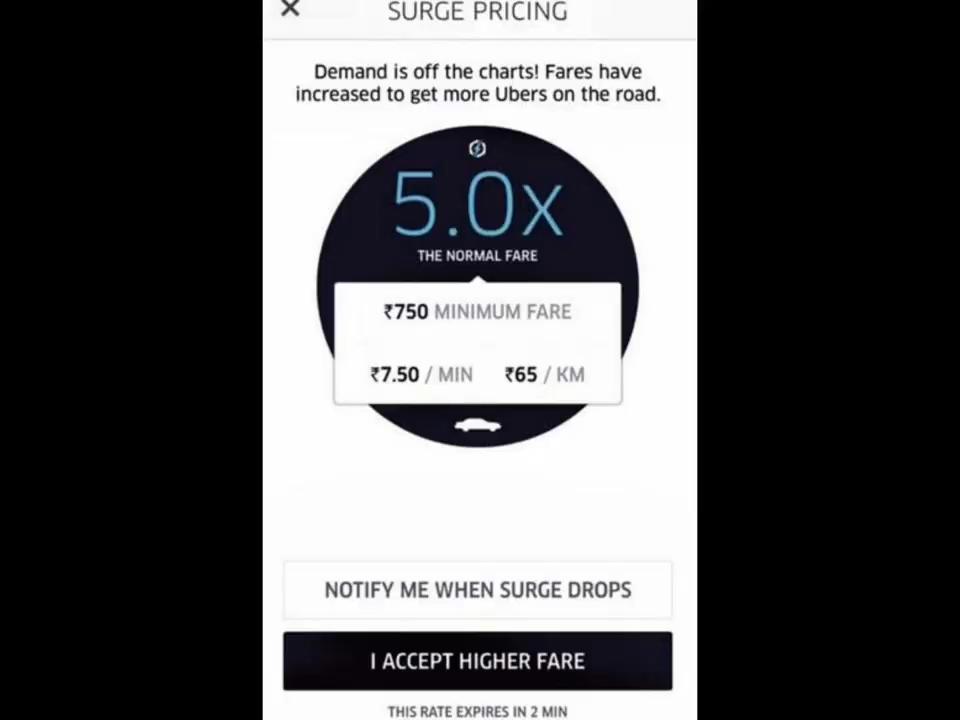 SURGE PRICING
Demand is off the charts! Fares have
increased to get more Ubers on the road.
5.0x
THE NORMAL FARE
₹750 MINIMUM FARE
₹7.50 / MIN ₹65 / KM
NOTIFY ME WHEN SURGE DROPS
I ACCEPT HIGHER FARE
THIS RATE EXPIRES IN 2 MIN